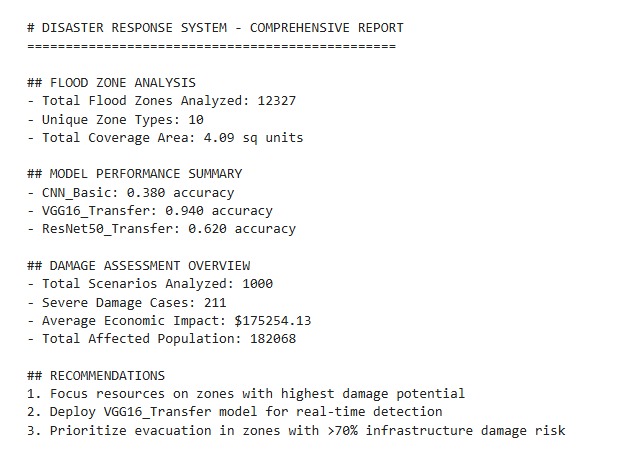 # DISASTER RESPONSE SYSTEM - COMPREHENSIVE REPORT
================================================
## FLOOD ZONE ANALYSIS
- Total Flood Zones Analyzed: 12327
- Unique Zone Types: 10
- Total Coverage Area: 4.09 sq units
## MODEL PERFORMANCE SUMMARY
- CNN_Basic: 0.380 accuracy
- VGG16_Transfer: 0.940 accuracy
- ResNet50_Transfer: 0.620 accuracy
## DAMAGE ASSESSMENT OVERVIEW
- Total Scenarios Analyzed: 1000
- Severe Damage Cases: 211
- Average Economic Impact: $175254.13
- Total Affected Population: 182068
## RECOMMENDATIONS
1. Focus resources on zones with highest damage potential
2. Deploy VGG16_Transfer model for real-time detection
3. Prioritize evacuation in zones with >70% infrastructure damage risk